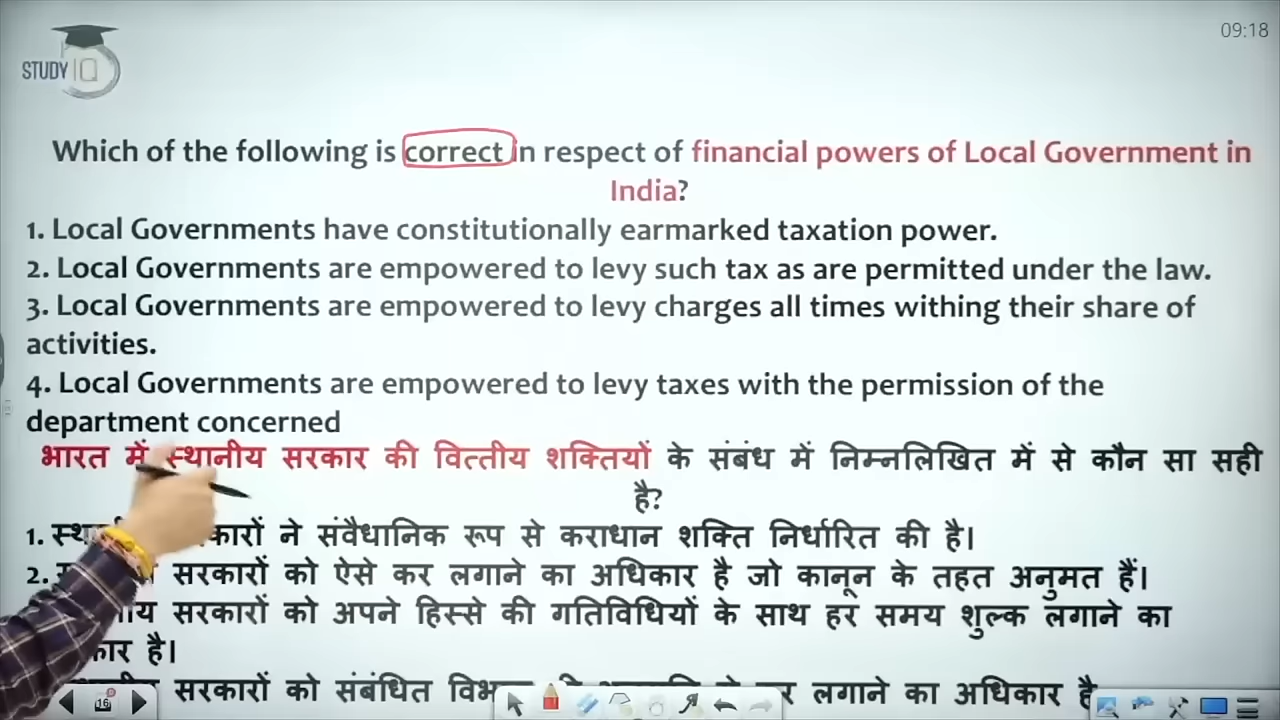 09:18
STUDY IQ
Which of the following is correct in respect of financial powers of Local Government in
India?
1. Local Governments have constitutionally earmarked taxation power.
2. Local Governments are empowered to levy such tax as are permitted under the law.
3. Local Governments are empowered to levy charges all times withing their share of
activities.
4. Local Governments are empowered to levy taxes with the permission of the
department concerned
भारत में स्थानीय सरकार की वित्तीय शक्तियों के संबंध में निम्नलिखित में से कौन सा सही
है?
1. ने संवैधानिक रूप से कराधान शक्ति निर्धारित की है।
2. सरकारों को ऐसे कर लगाने का अधिकार है जो कानून के तहत अनुमत हैं।
सरकारों को अपने हिस्से की गतिविधियों के साथ हर समय शुल्क लगाने का
है।
सरकारों को संबंधित लगाने का अधिकार है
16